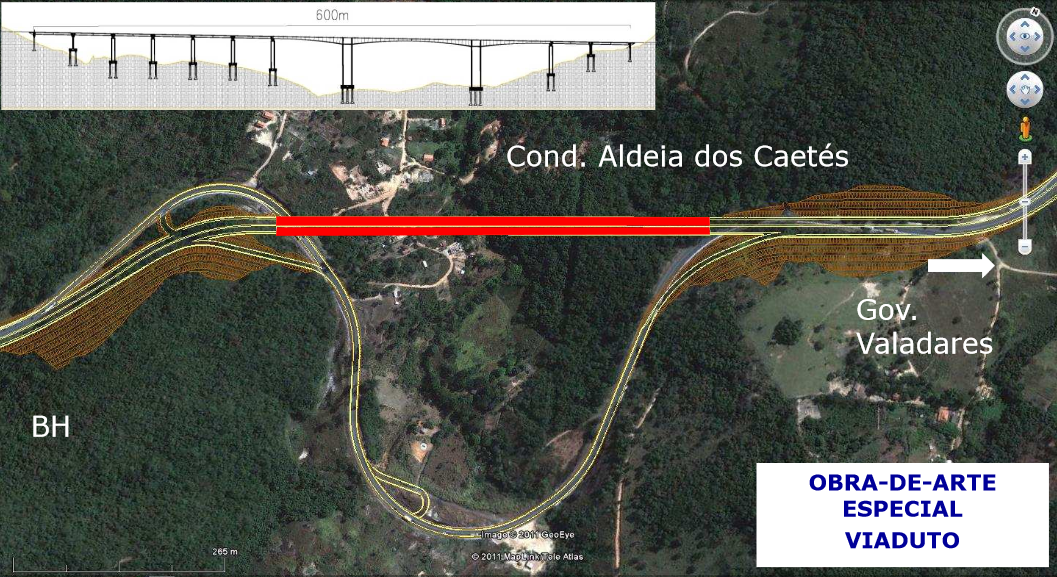 600m
N
Cond. Aldeia dos Caetés
Gov.
Valadares
BH
OBRA-DE-ARTE
ESPECIAL
VIADUTO
Image © 2011 GeoEye
© 2011 MapLink/Tele Atlas
265 m